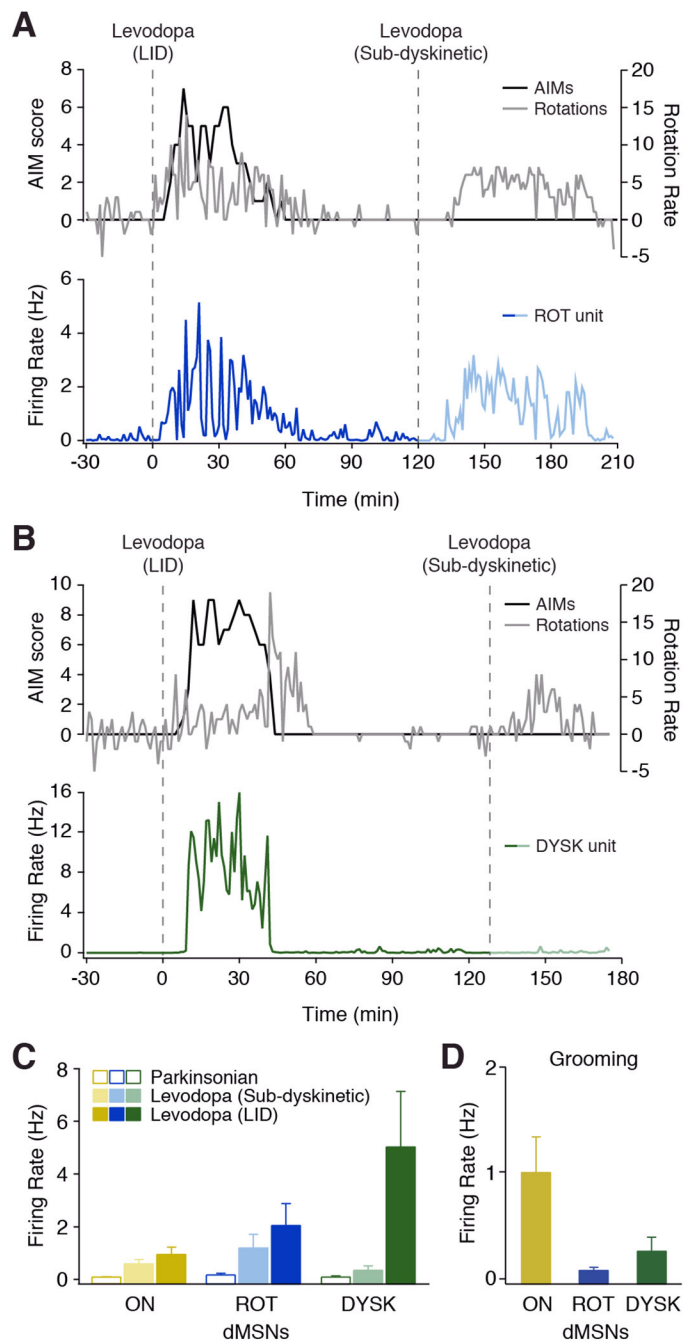 A
Levodopa
(LID)
Levodopa
(Sub-dyskinetic)
AIM score
8
6
4
2
0
AIMs
Rotations
20
15
10
5
0
-5
Rotation Rate
Firing Rate (Hz)
6
4
2
0
ROT unit
-30 0 30 60 90 120 150 180 210
Time (min)
B
Levodopa
(LID)
Levodopa
(Sub-dyskinetic)
AIM score
10
8
6
4
2
0
AIMs
Rotations
20
15
10
5
0
-5
Rotation Rate
Firing Rate (Hz)
16
12
8
4
0
DYSK unit
-30 0 30 60 90 120 150 180
Time (min)
C
Firing Rate (Hz)
8
6
4
2
0
Parkinsonian
Levodopa (Sub-dyskinetic)
Levodopa (LID)
ON ROT DYSK
dMSNs
D
Grooming
Firing Rate (Hz)
2
1
0
ON ROT DYSK
dMSNs